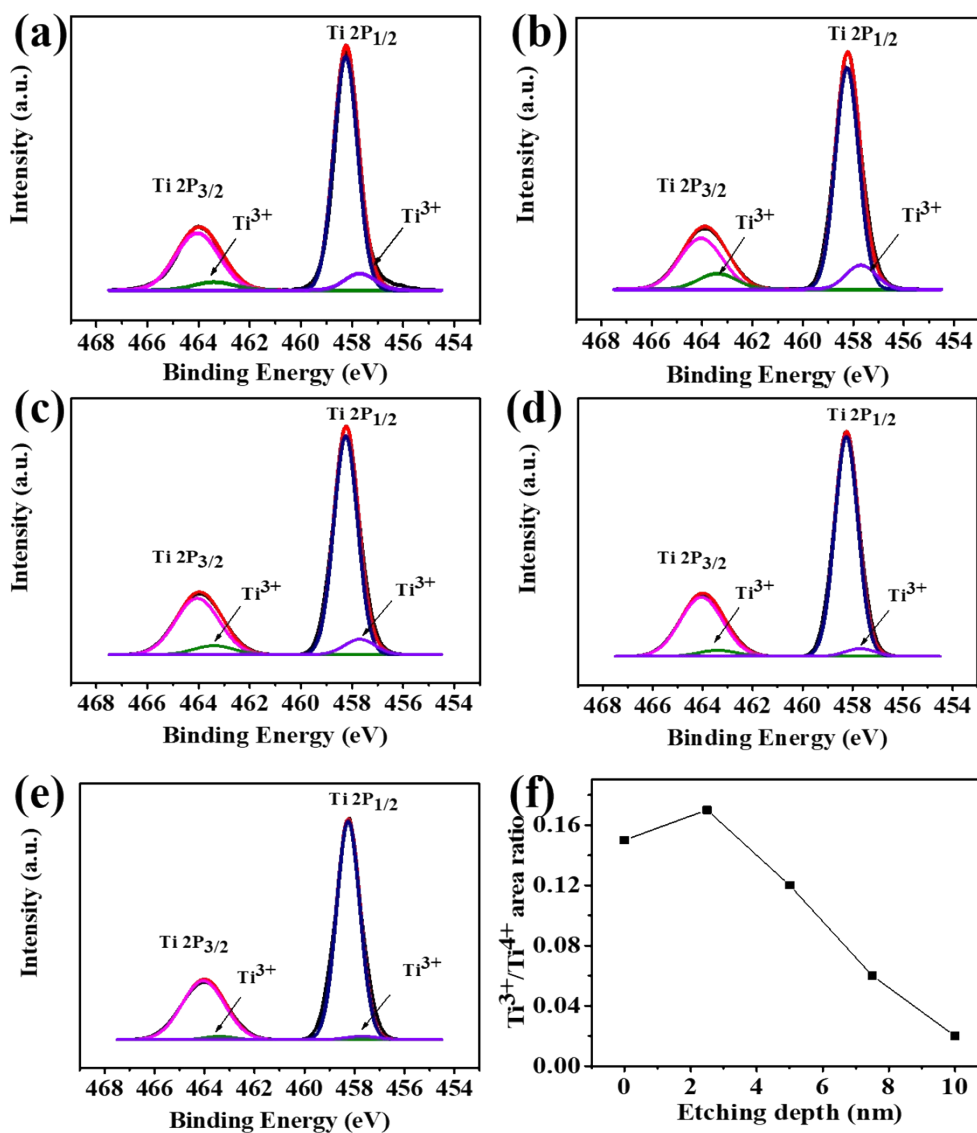 (a)
Ti 2P1/2
Ti 2P3/2
Ti3+
Ti3+
Intensity (a.u.)
468 466 464 462 460 458 456 454
Binding Energy (eV)
(b)
Ti 2P1/2
Ti 2P3/2
Ti3+
Ti3+
Intensity (a.u.)
468 466 464 462 460 458 456 454
Binding Energy (eV)
(c)
Ti 2P1/2
Ti 2P3/2
Ti3+
Ti3+
Intensity (a.u.)
468 466 464 462 460 458 456 454
Binding Energy (eV)
(d)
Ti 2P1/2
Ti 2P3/2
Ti3+
Ti3+
Intensity (a.u.)
468 466 464 462 460 458 456 454
Binding Energy (eV)
(e)
Ti 2P1/2
Ti 2P3/2
Ti3+
Ti3+
Intensity (a.u.)
468 466 464 462 460 458 456 454
Binding Energy (eV)
(f)
Ti3+/Ti4+ area ratio
0.16
0.12
0.08
0.04
0.00
0 2 4 6 8 10
Etching depth (nm)